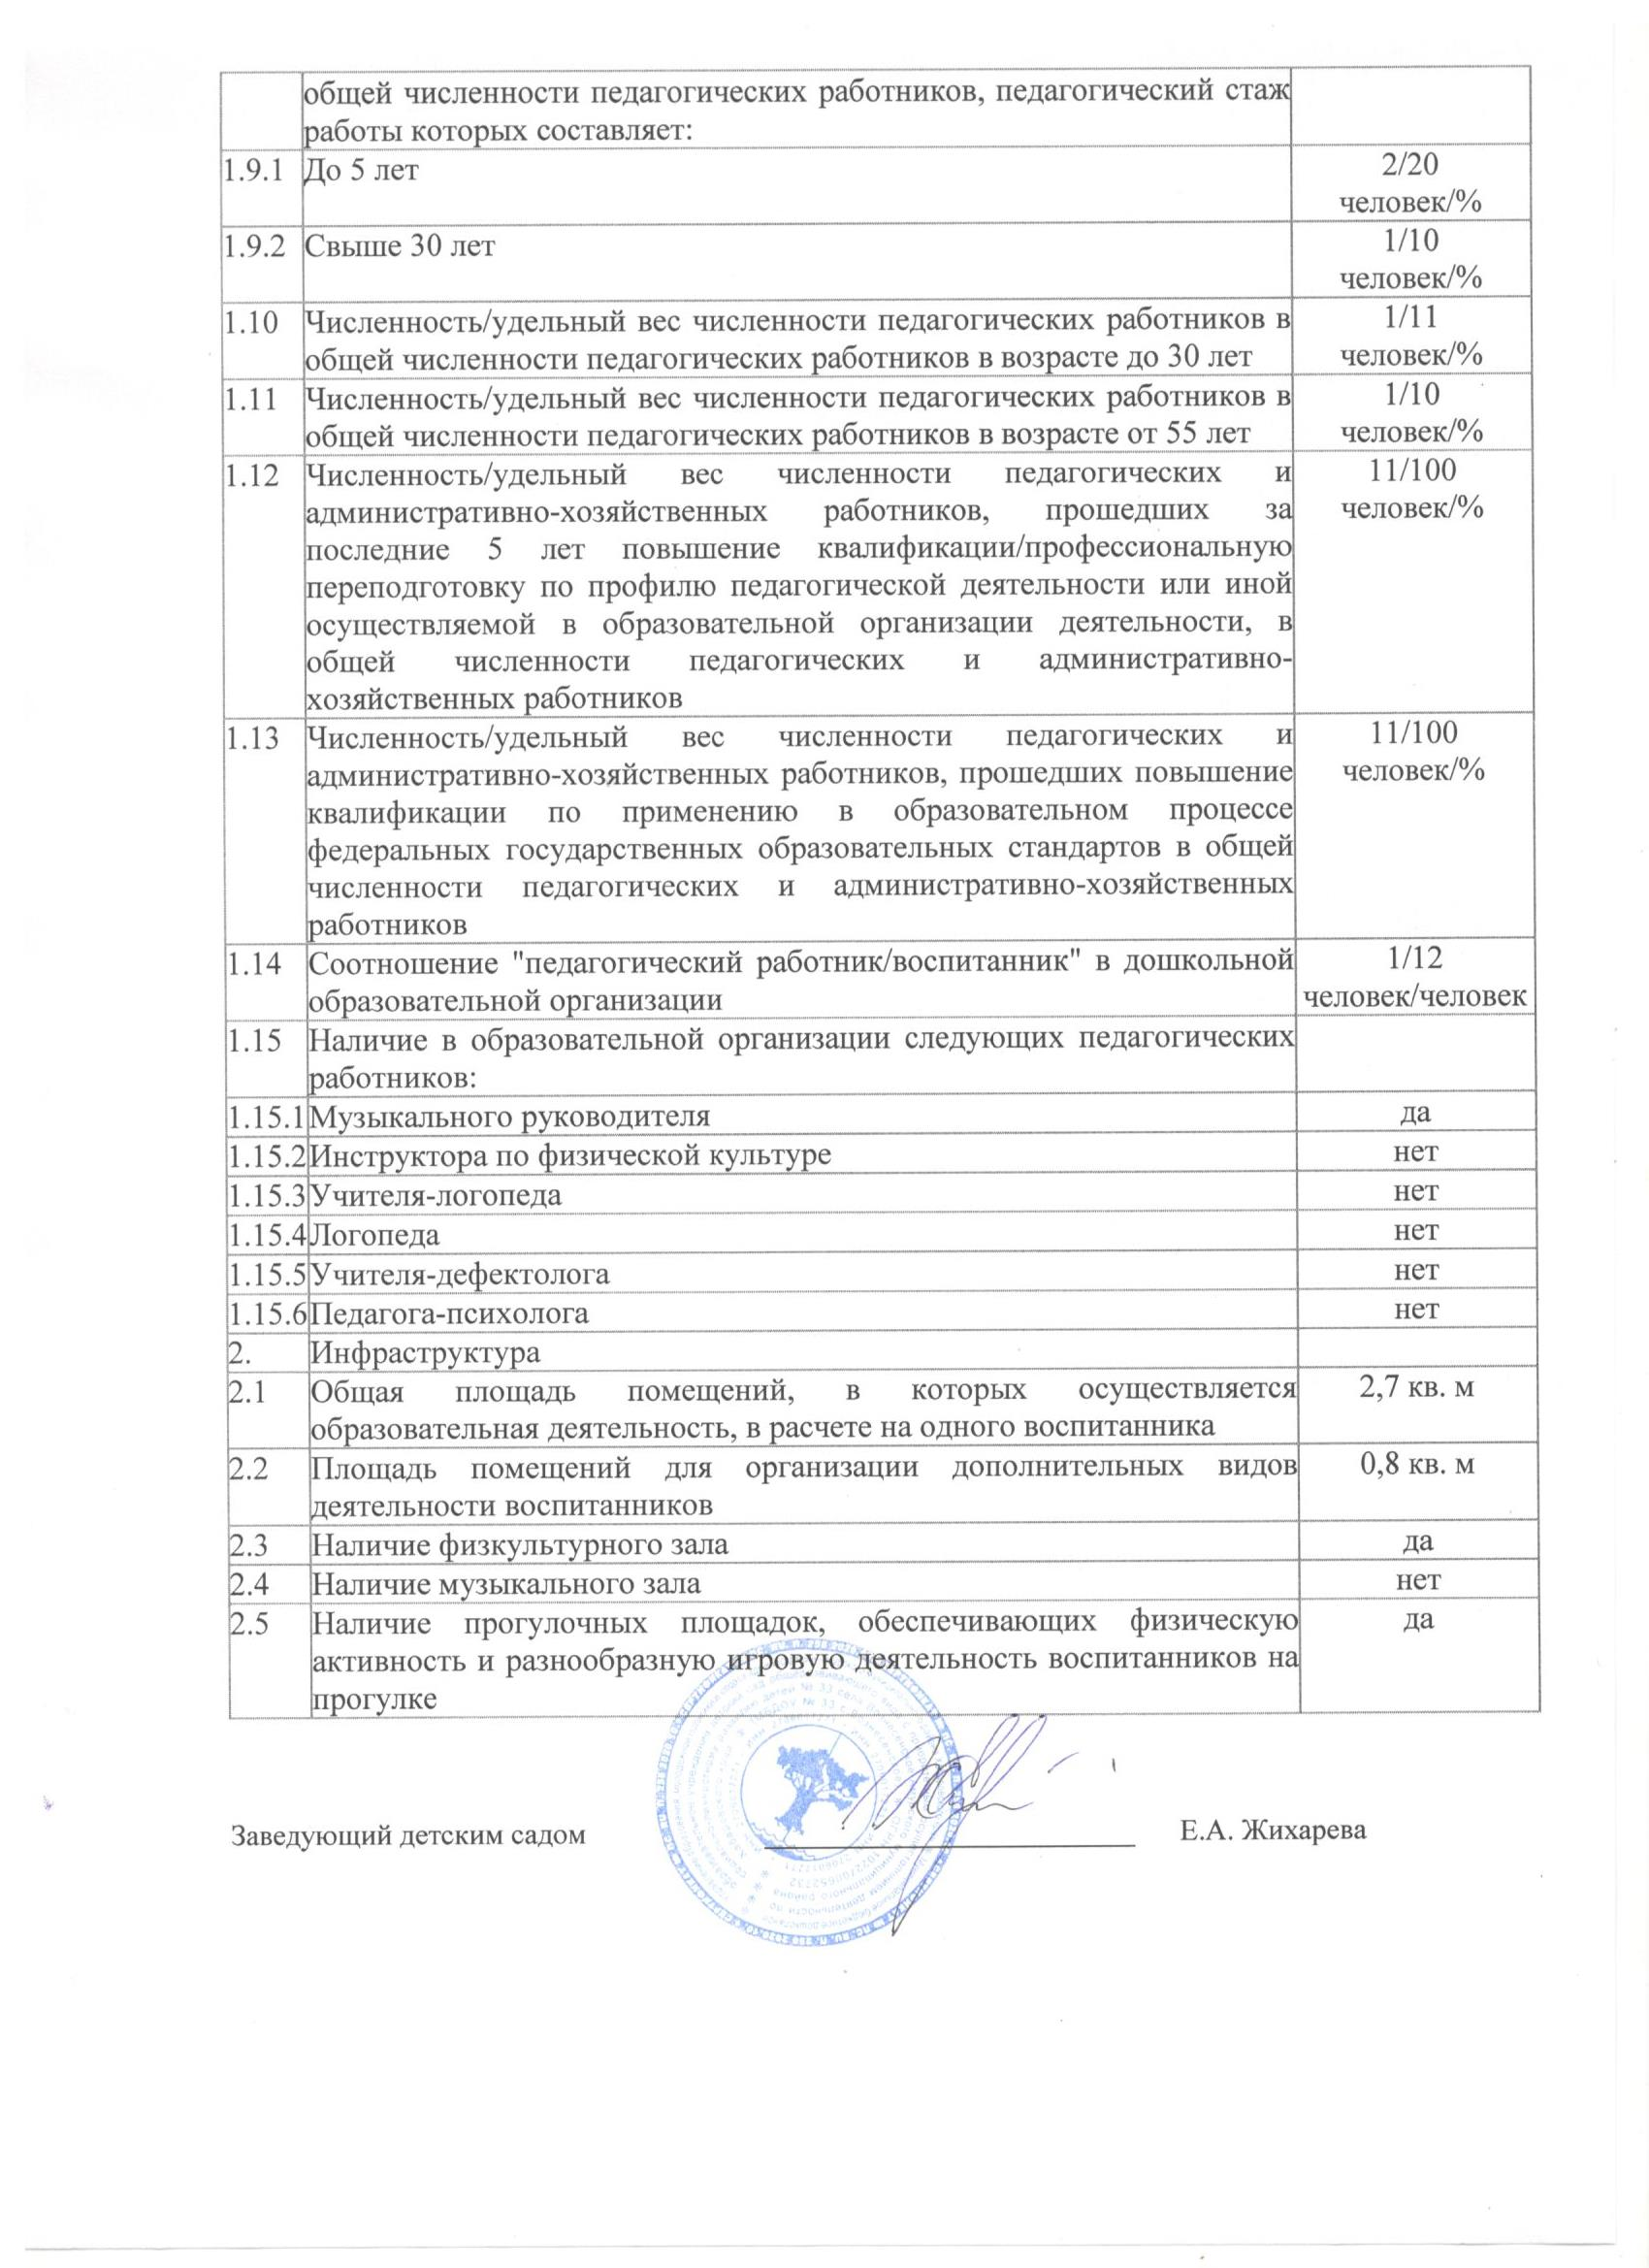 общей численности педагогических работников, педагогический стаж
работы которых составляет:
1.9.1 До 5 лет 2/20
человек/%
1.9.2 Свыше 30 лет 1/10
человек/%
1.10 Численность/удельный вес численности педагогических работников в 1/11
общей численности педагогических работников в возрасте до 30 лет человек/%
1.11 Численность/удельный вес численности педагогических работников в 1/10
общей численности педагогических работников в возрасте от 55 лет человек/%
1.12 Численность/удельный вес численности педагогических и 11/100
административно-хозяйственных работников, прошедших за человек/%
последние 5 лет повышение квалификации/профессиональную
переподготовку по профилю педагогической деятельности или иной
осуществляемой в образовательной организации деятельности, в
общей численности педагогических и административно-
хозяйственных работников
1.13 Численность/удельный вес численности педагогических и 11/100
административно-хозяйственных работников, прошедших повышение человек/%
квалификации по применению в образовательном процессе
федеральных государственных образовательных стандартов в общей
численности педагогических и административно-хозяйственных
работников
1.14 Соотношение "педагогический работник/воспитанник" в дошкольной 1/12
образовательной организации человек/человек
1.15 Наличие в образовательной организации следующих педагогических
работников:
1.15.1 Музыкального руководителя да
1.15.2 Инструктора по физической культуре нет
1.15.3 Учителя-логопеда нет
1.15.4 Логопеда нет
1.15.5 Учителя-дефектолога нет
1.15.6 Педагога-психолога нет
2. Инфраструктура
2.1 Общая площадь помещений, в которых осуществляется 2,7 кв. м
образовательная деятельность, в расчете на одного воспитанника
2.2 Площадь помещений для организации дополнительных видов 0,8 кв. м
деятельности воспитанников
2.3 Наличие физкультурного зала да
2.4 Наличие музыкального зала нет
2.5 Наличие прогулочных площадок, обеспечивающих физическую да
активность и разнообразную игровую деятельность воспитанников на
прогулке
Заведующий детским садом Е.А. Жихарева